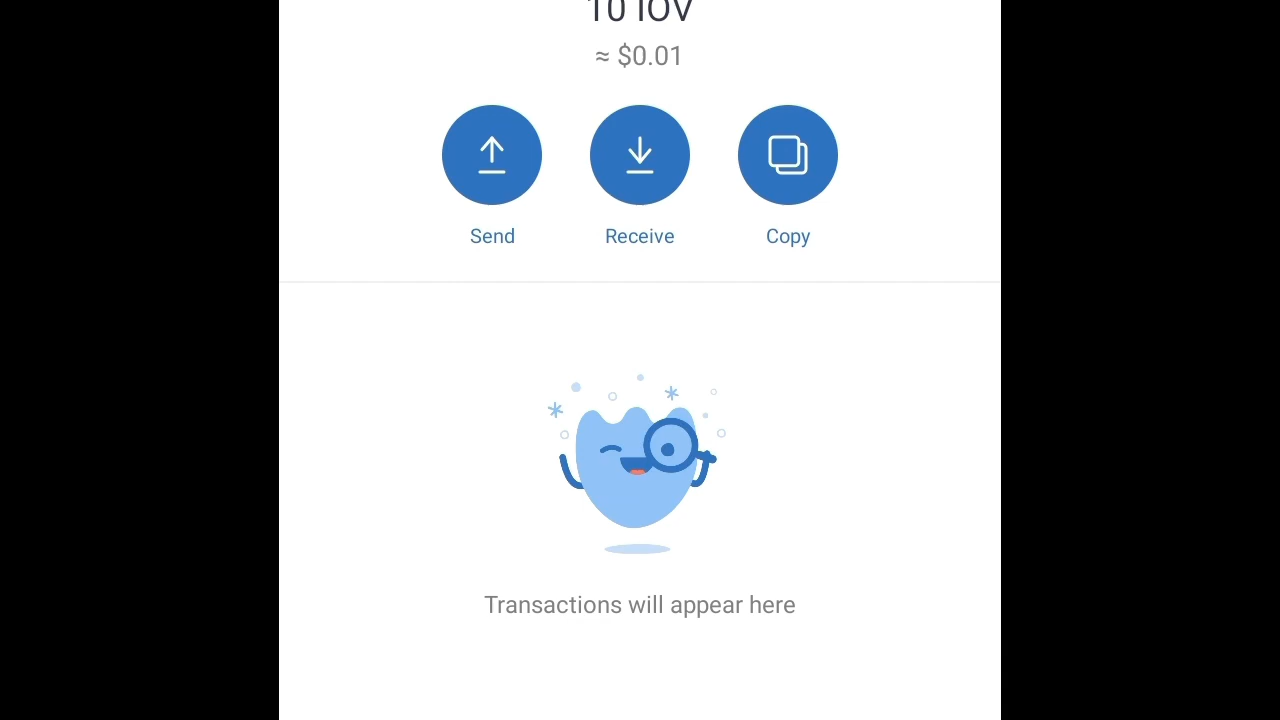 10 IOV
≈ $0.01
Send Receive Copy
Transactions will appear here